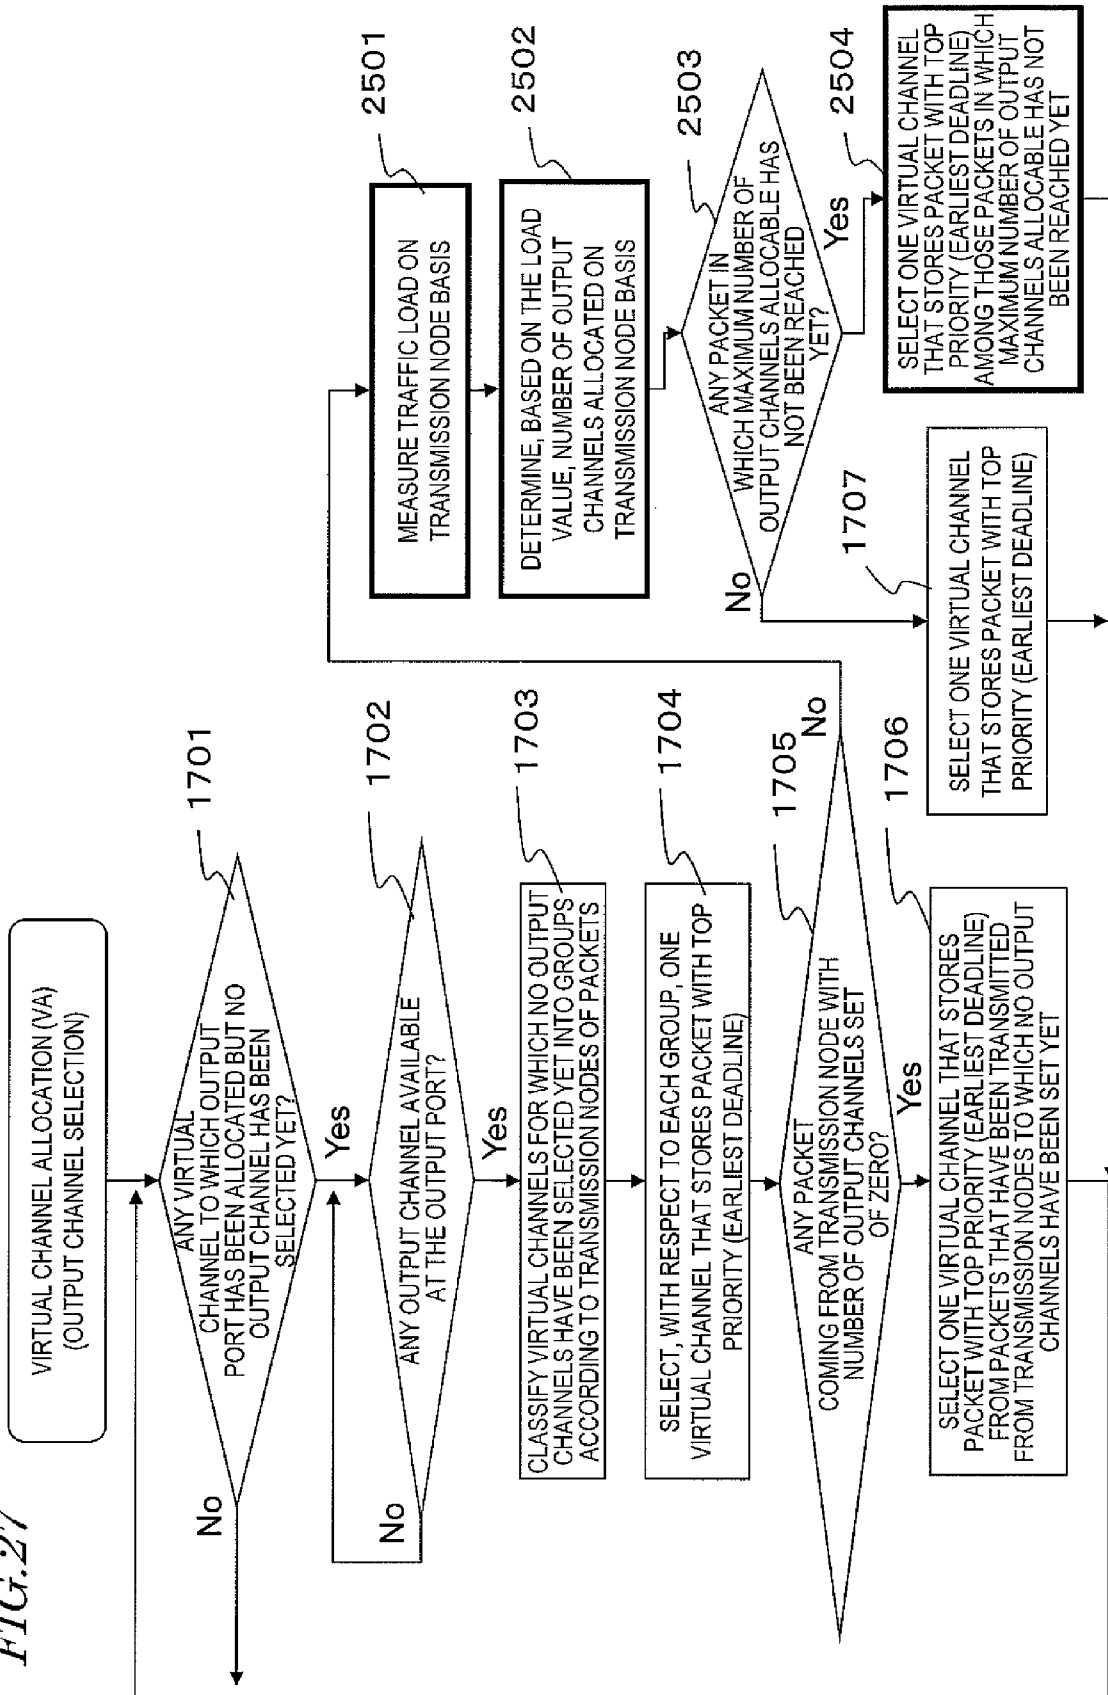 FIG.27
VIRTUAL CHANNEL ALLOCATION (VA)
(OUTPUT CHANNEL SELECTION)
1701
ANY VIRTUAL
CHANNEL TO WHICH OUTPUT
PORT HAS BEEN ALLOCATED BUT NO
OUTPUT CHANNEL HAS BEEN
SELECTED YET?
No
Yes
1702
ANY OUTPUT CHANNEL AVAILABLE
AT THE OUTPUT PORT?
No
Yes
1703
CLASSIFY VIRTUAL CHANNELS FOR WHICH NO OUTPUT
CHANNELS HAVE BEEN SELECTED YET INTO GROUPS
ACCORDING TO TRANSMISSION NODES OF PACKETS
1704
SELECT, WITH RESPECT TO EACH GROUP, ONE
VIRTUAL CHANNEL THAT STORES PACKET WITH TOP
PRIORITY (EARLIEST DEADLINE)
1705
ANY PACKET
COMING FROM TRANSMISSION NODE WITH
NUMBER OF OUTPUT CHANNELS SET
OF ZERO?
No
Yes
1706
SELECT ONE VIRTUAL CHANNEL THAT STORES
PACKET WITH TOP PRIORITY (EARLIEST DEADLINE)
FROM PACKETS THAT HAVE BEEN TRANSMITTED
FROM TRANSMISSION NODES TO WHICH NO OUTPUT
CHANNELS HAVE BEEN SET YET
2501
MEASURE TRAFFIC LOAD ON
TRANSMISSION NODE BASIS
2502
DETERMINE, BASED ON THE LOAD
VALUE, NUMBER OF OUTPUT
CHANNELS ALLOCATED ON
TRANSMISSION NODE BASIS
2503
ANY PACKET IN
WHICH MAXIMUM NUMBER OF
OUTPUT CHANNELS ALLOCABLE HAS
NOT BEEN REACHED
YET?
No
Yes
1707
SELECT ONE VIRTUAL CHANNEL
THAT STORES PACKET WITH TOP
PRIORITY (EARLIEST DEADLINE)
2504
SELECT ONE VIRTUAL CHANNEL
THAT STORES PACKET WITH TOP
PRIORITY (EARLIEST DEADLINE)
AMONG THOSE PACKETS IN WHICH
MAXIMUM NUMBER OF OUTPUT
CHANNELS ALLOCABLE HAS NOT
BEEN REACHED YET